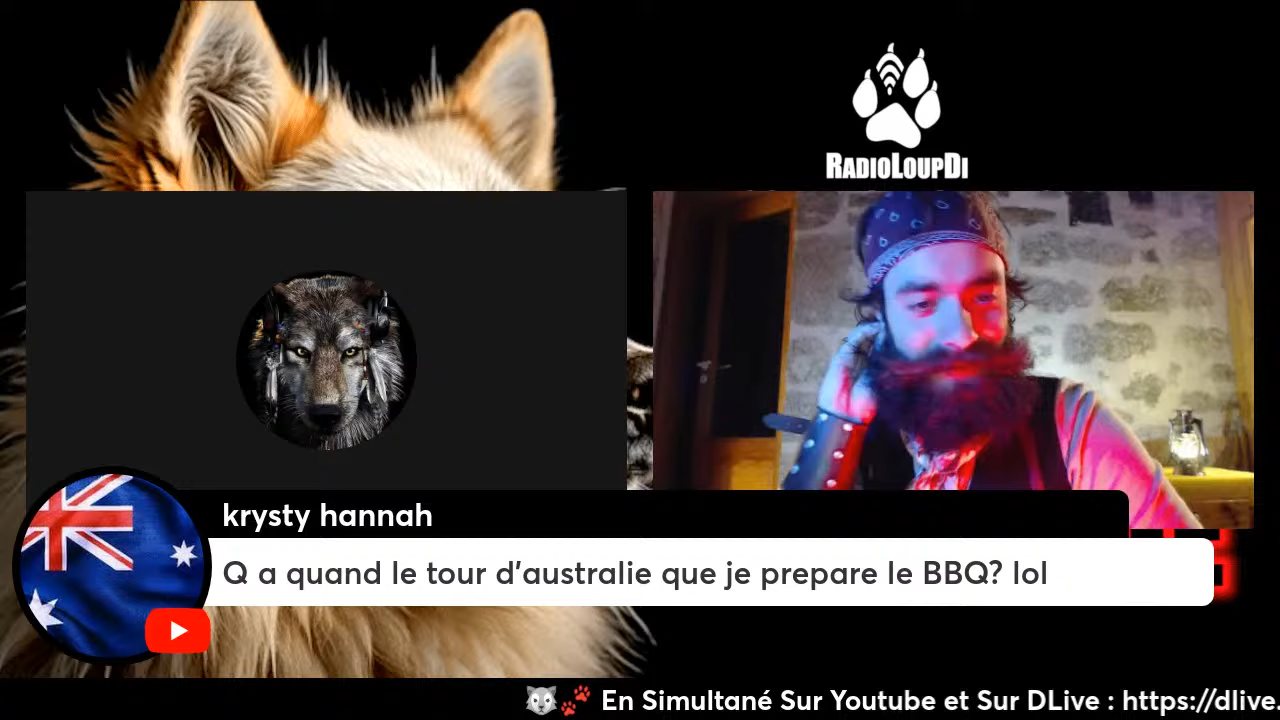 RADIOLOUPDI
krysty hannah
Q a quand le tour d'australie que je prepare le BBQ? lol
En Simultané Sur Youtube et Sur DLive : https://dlive.